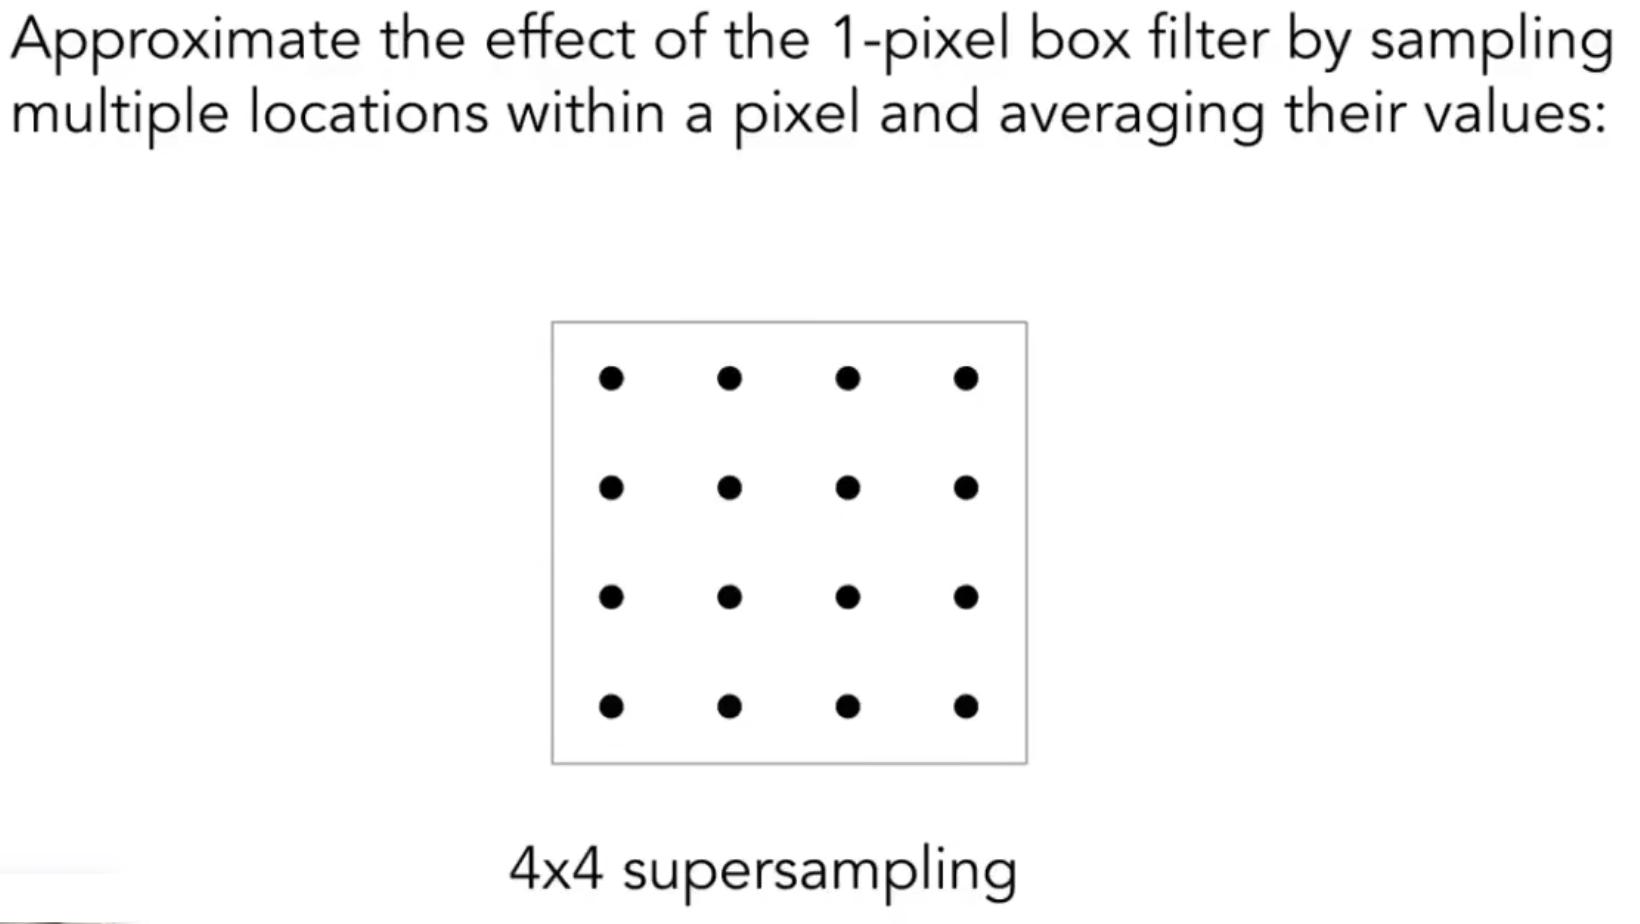 Approximate the effect of the 1-pixel box filter by sampling
multiple locations within a pixel and averaging their values:
4x4 supersampling